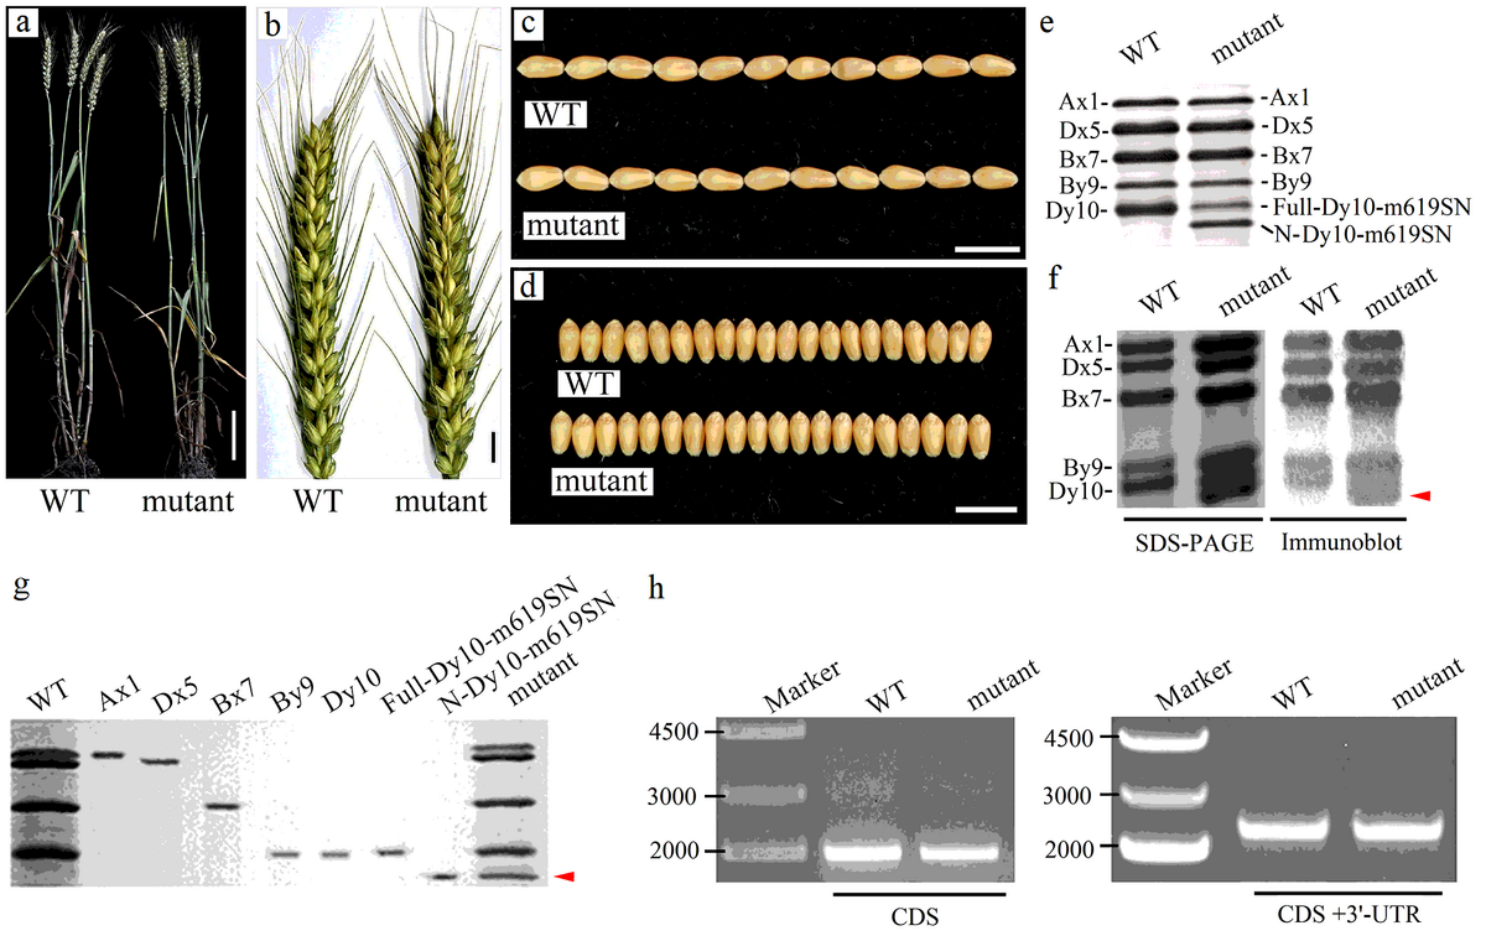 a
WT
mutant
b
WT
mutant
c
WT
mutant
d
WT
mutant
e
WT
mutant
Ax1-
-Ax1
Dx5-
-Dx5
Bx7-
-Bx7
By9-
-By9
Dy10-
-Full-Dy10-m619SN
N-Dy10-m619SN
f
WT
mutant
WT
mutant
Ax1-
Dx5-
Bx7-
By9-
Dy10-
SDS-PAGE
Immunoblot
g
WT
Ax1
Dx5
Bx7
By9
Dy10
Full-Dy10-m619SN
N-Dy10-m619SN
mutant
h
Marker
WT
mutant
4500
3000
2000
CDS
Marker
WT
mutant
4500
3000
2000
CDS +3'-UTR